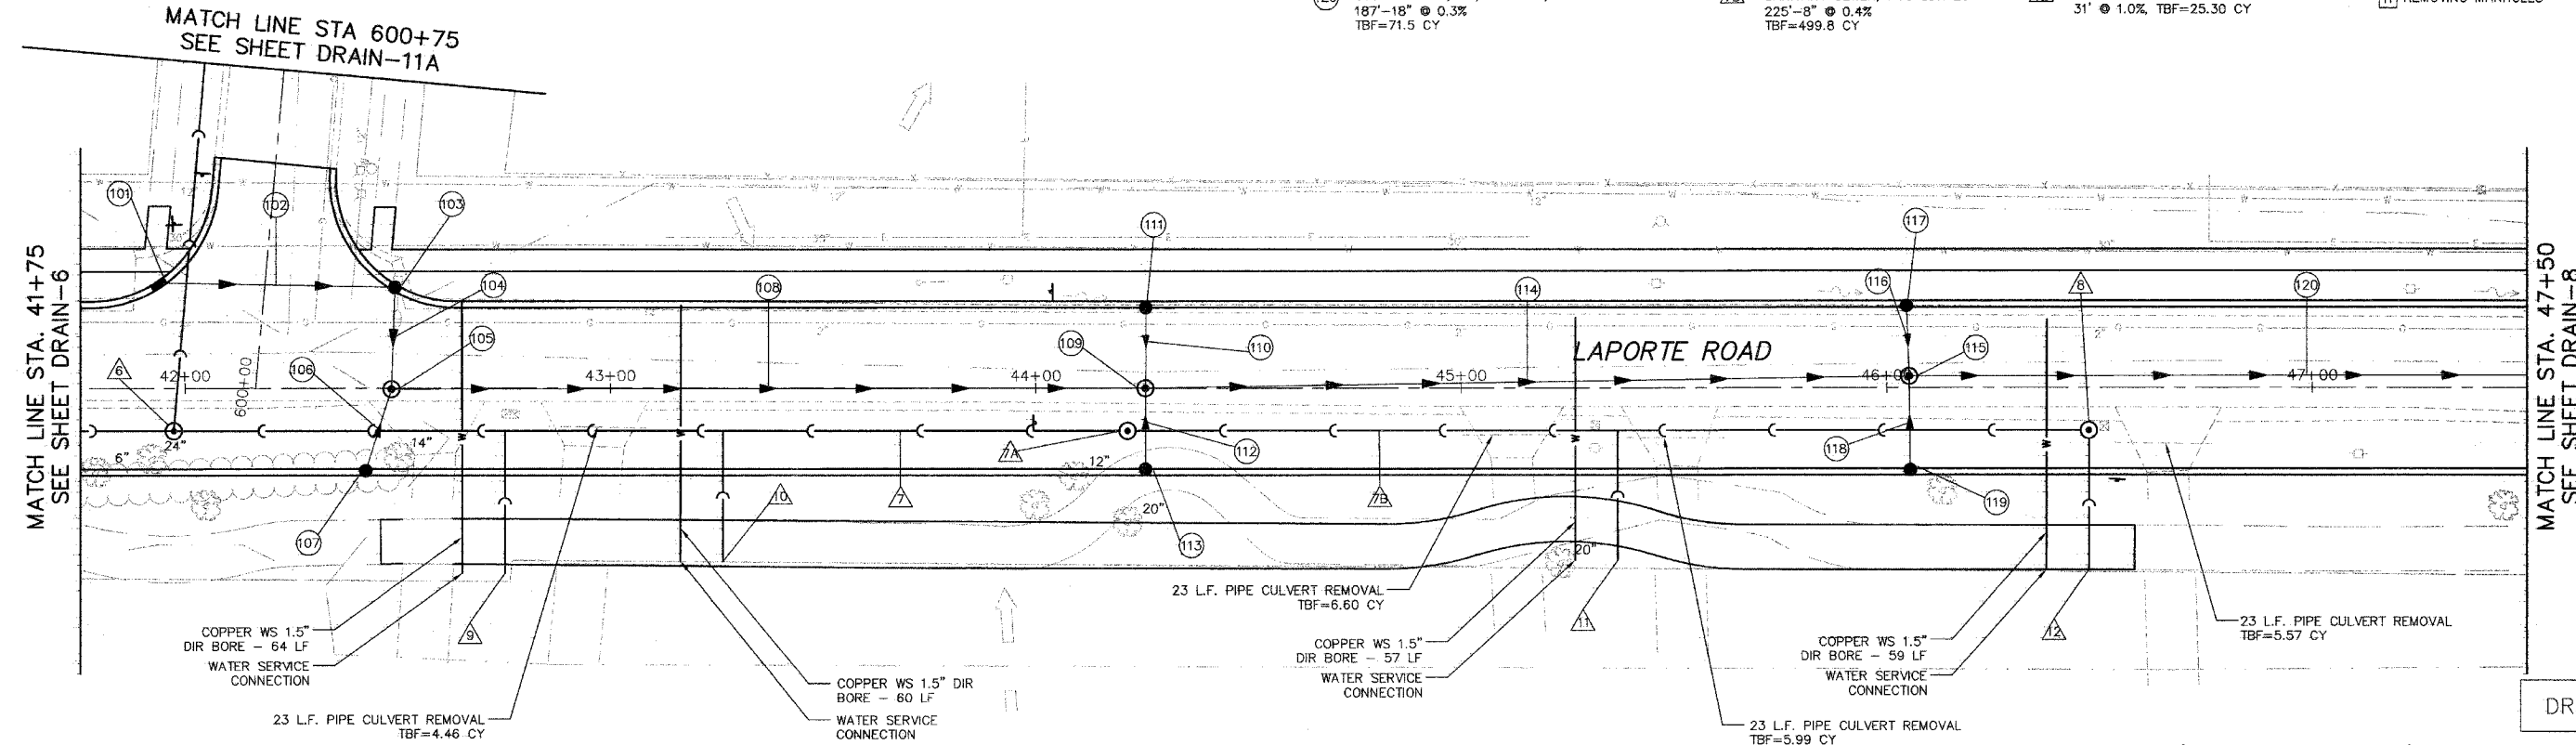 187'-18" @ 0.3%
TBF=71.5 CY
225'-8" @ 0.4%
TBF=499.8 CY
31' @ 1.0%, TBF=25.30 CY
MATCH LINE STA 600+75
SEE SHEET DRAIN-11A
MATCH LINE STA. 41+75
SEE SHEET DRAIN-6
101
102
103
104
105
106
107
108
109
110
111
112
113
114
115
116
117
118
119
120
6
7
7A
7B
8
9
10
11
12
42+00
43+00
44+00
45+00
46+00
47+00
600+00
LAPORTE ROAD
24"
6"
14"
12"
20"
20"
COPPER WS 1.5"
DIR BORE - 64 LF
WATER SERVICE
CONNECTION
23 L.F. PIPE CULVERT REMOVAL
TBF=4.46 CY
COPPER WS 1.5" DIR
BORE - 60 LF
WATER SERVICE
CONNECTION
23 L.F. PIPE CULVERT REMOVAL
TBF=6.60 CY
COPPER WS 1.5"
DIR BORE - 57 LF
WATER SERVICE
CONNECTION
23 L.F. PIPE CULVERT REMOVAL
TBF=5.99 CY
COPPER WS 1.5"
DIR BORE - 59 LF
WATER SERVICE
CONNECTION
23 L.F. PIPE CULVERT REMOVAL
TBF=5.57 CY
MATCH LINE STA. 47+50
SEE SHEET DRAIN-8
DR